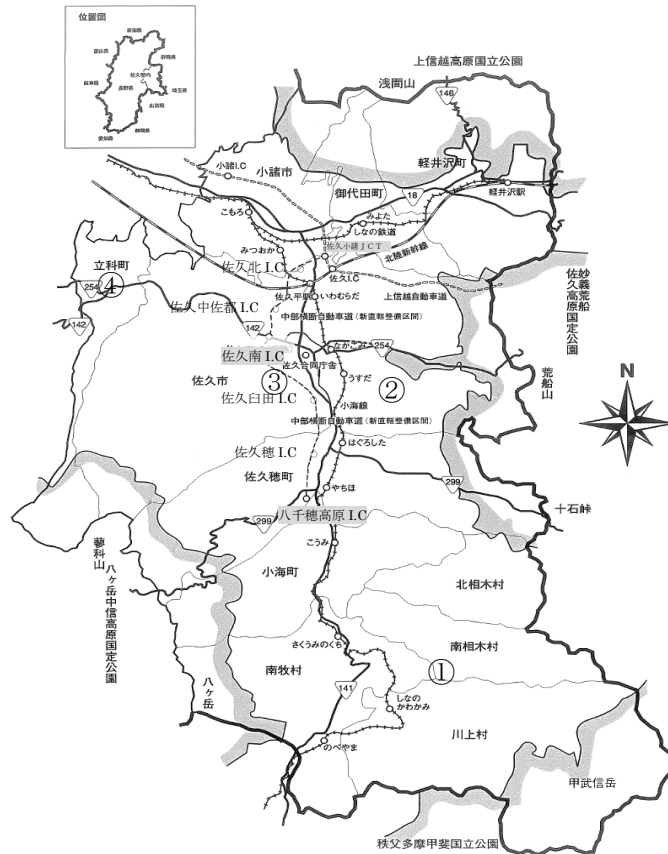 位置図
新潟県
富山県
群馬県
佐久管内
岐阜県
長野県
埼玉県
山梨県
静岡県
愛知県
上信越高原国立公園
浅間山
146
軽井沢町
小諸I.C
小諸市
御代田町
18
軽井沢駅
こもろ
みよた
しなの鉄道
みつおか
佐久小諸JCT
北陸新幹線
佐久北I.C
佐久I.C
立科町
④
254
佐久平駅
いわむらだ
上信越自動車道
妙義荒船
佐久高原国定公園
佐久中佐都I.C
中部横断自動車道(新直轄整備区間)
142
142
なかごみ
254
佐久南I.C
佐久合同庁舎
荒船山
N
佐久市
③
うすだ
②
佐久臼田I.C
小海線
中部横断自動車道(新直轄整備区間)
はぐろした
佐久穂I.C
佐久穂町
やちほ
299
八千穂高原I.C
十石峠
299
こうみ
蓼科山
八ヶ岳中信高原国定公園
小海町
北相木村
さくうみのくち
南相木村
南牧村
①
八ヶ岳
141
しなの
かわかみ
川上村
のべやま
甲武信岳
秩父多摩甲斐国立公園